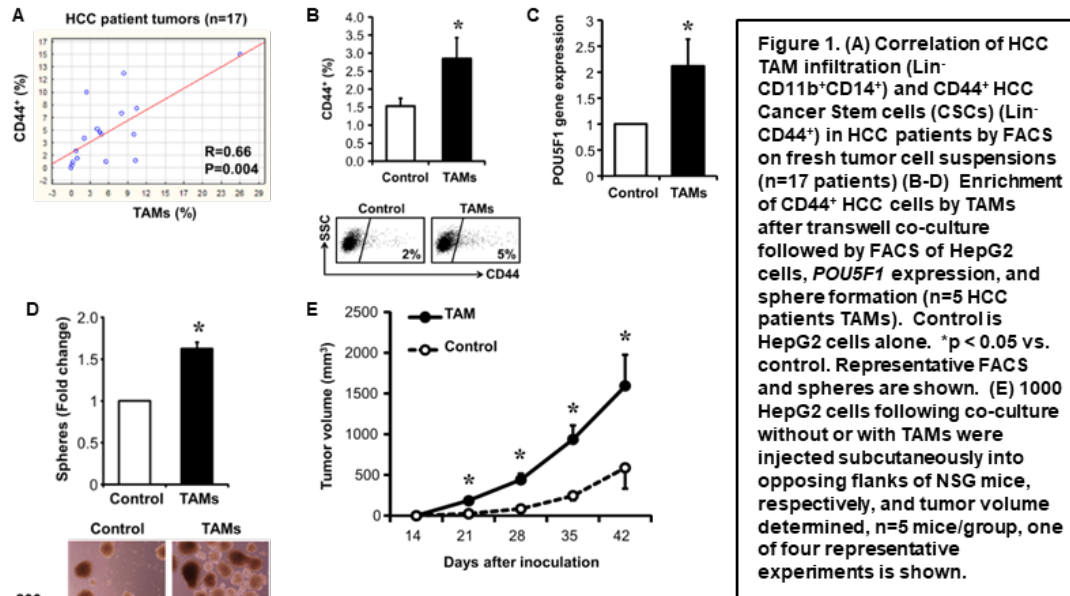 A
HCC patient tumors (n=17)
CD44⁺ (%)
17
15
12
10
8
7
5
3
2
0
-2
R=0.66
P=0.004
-3 0 3 6 9 12 15 17 20 23 26 29
TAMs (%)
B
CD44⁺ (%)
4.0
3.5
3.0
2.5
2.0
1.5
1.0
0.5
0.0
*
Control TAMs
Control TAMs
SSC
2% 5%
CD44
C
POU5F1 gene expression
3
2.5
2
1.5
1
0.5
0
*
Control TAMs
D
Spheres (Fold change)
2.0
1.5
1
0.5
0
*
Control TAMs
Control TAMs
E
Tumor volume (mm³)
2500
2000
1500
1000
500
0
TAM
Control
* * * *
14 21 28 35 42
Days after inoculation
Figure 1. (A) Correlation of HCC
TAM infiltration (Lin⁻
CD11b⁺CD14⁺) and CD44⁺ HCC
Cancer Stem cells (CSCs) (Lin⁻
CD44⁺) in HCC patients by FACS
on fresh tumor cell suspensions
(n=17 patients) (B-D) Enrichment
of CD44⁺ HCC cells by TAMs
after transwell co-culture
followed by FACS of HepG2
cells, POU5F1 expression, and
sphere formation (n=5 HCC
patients TAMs). Control is
HepG2 cells alone. *p < 0.05 vs.
control. Representative FACS
and spheres are shown. (E) 1000
HepG2 cells following co-culture
without or with TAMs were
injected subcutaneously into
opposing flanks of NSG mice,
respectively, and tumor volume
determined, n=5 mice/group, one
of four representative
experiments is shown.